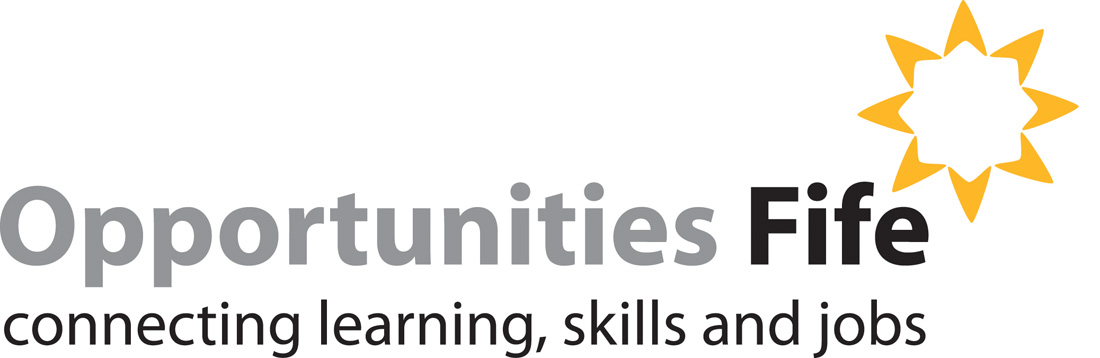 Opportunities Fife
connecting learning, skills and jobs